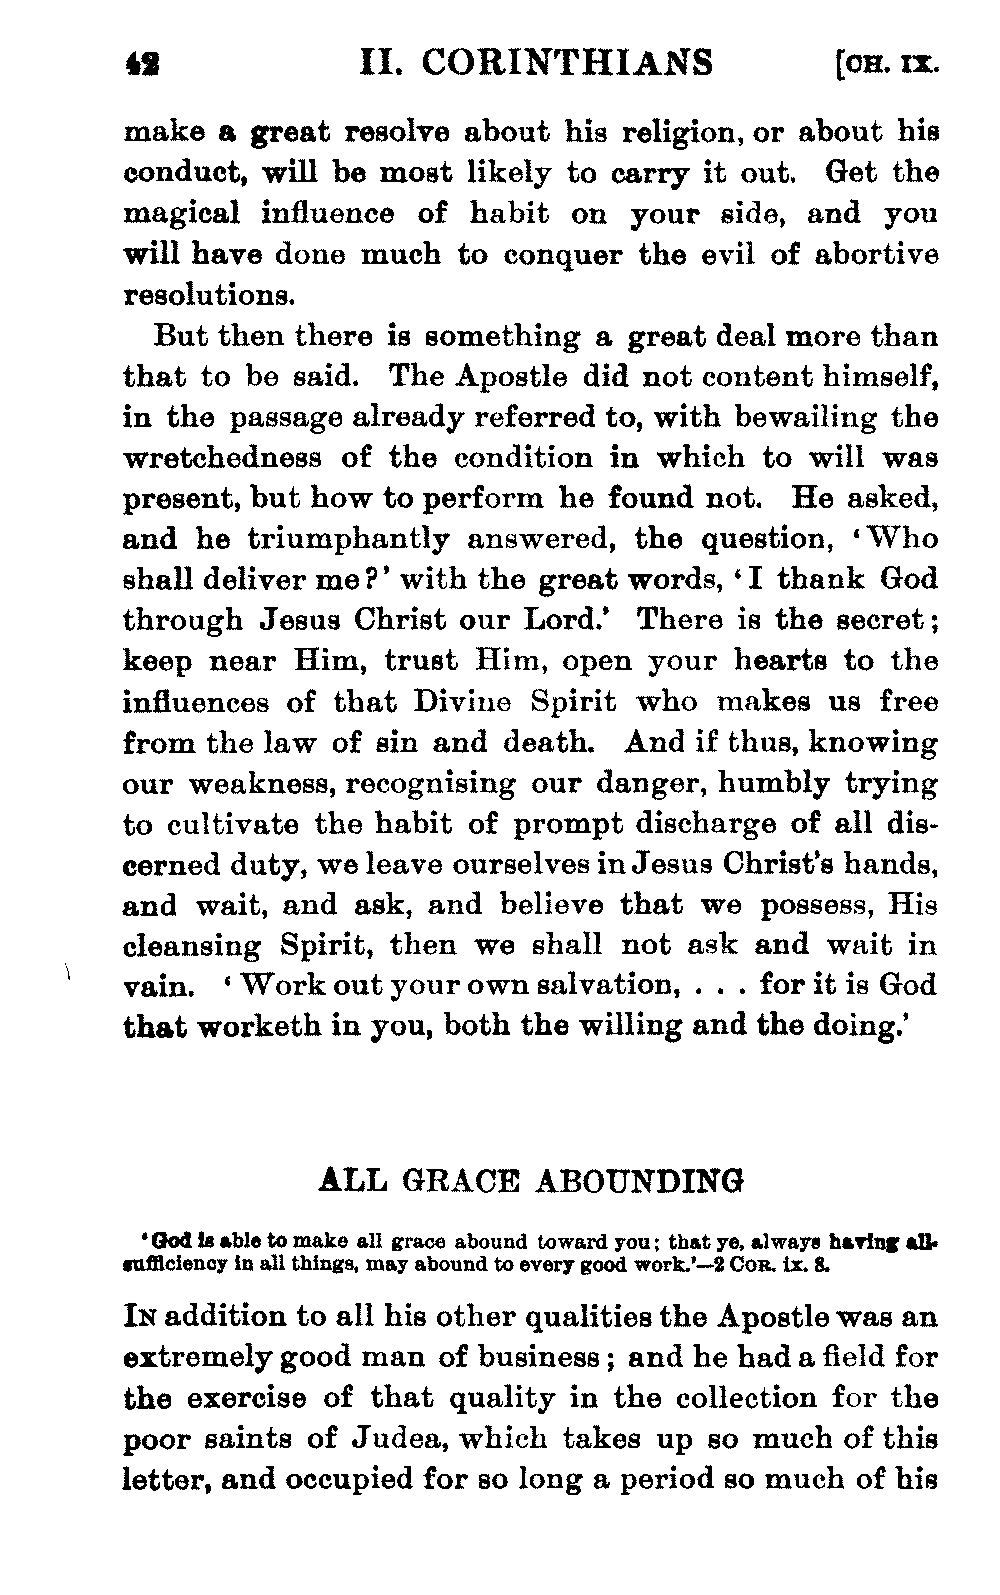 42 II. CORINTHIANS [CH. IX.
make a great resolve about his religion, or about his
conduct, will be most likely to carry it out. Get the
magical influence of habit on your side, and you
will have done much to conquer the evil of abortive
resolutions.
But then there is something a great deal more than
that to be said. The Apostle did not content himself,
in the passage already referred to, with bewailing the
wretchedness of the condition in which to will was
present, but how to perform he found not. He asked,
and he triumphantly answered, the question, ‘Who
shall deliver me?’ with the great words, ‘I thank God
through Jesus Christ our Lord.’ There is the secret;
keep near Him, trust Him, open your hearts to the
influences of that Divine Spirit who makes us free
from the law of sin and death. And if thus, knowing
our weakness, recognising our danger, humbly trying
to cultivate the habit of prompt discharge of all dis-
cerned duty, we leave ourselves in Jesus Christ’s hands,
and wait, and ask, and believe that we possess, His
cleansing Spirit, then we shall not ask and wait in
vain. ‘Work out your own salvation, . . . for it is God
that worketh in you, both the willing and the doing.’
ALL GRACE ABOUNDING
‘God is able to make all grace abound toward you; that ye, always having all-
sufficiency in all things, may abound to every good work.’—2 COR. ix. 8.
IN addition to all his other qualities the Apostle was an
extremely good man of business; and he had a field for
the exercise of that quality in the collection for the
poor saints of Judea, which takes up so much of this
letter, and occupied for so long a period so much of his